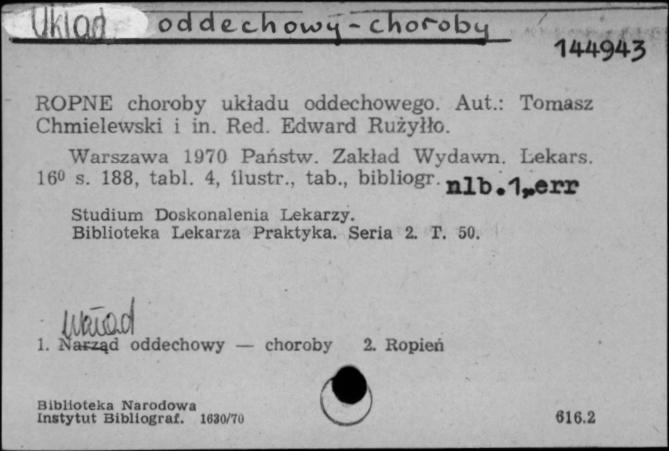 Układ oddechowy - choroby
144943
ROPNE choroby układu oddechowego. Aut.: Tomasz
Chmielewski i in. Red. Edward Rużyłło.
Warszawa 1970 Państw. Zakład Wydawn. Lekars.
16⁰ s. 188, tabl. 4, ilustr., tab., bibliogr. nlb.1,,err
Studium Doskonalenia Lekarzy.
Biblioteka Lekarza Praktyka. Seria 2. T. 50.
Układ
1. Narząd oddechowy — choroby 2. Ropień
Biblioteka Narodowa
Instytut Bibliograf. 1630/70
616.2